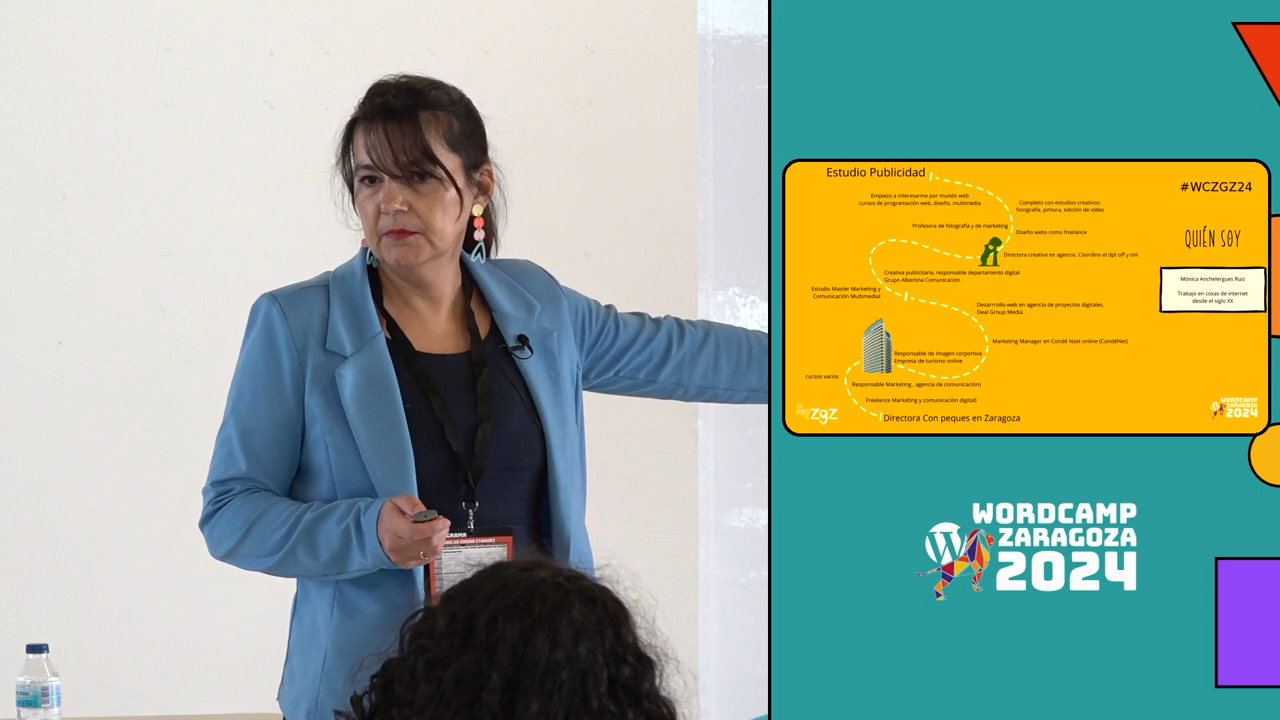 Estudio Publicidad
#WCZGZ24
Empiezo a interesarme por mundo web
cursos de programación web, diseño, multimedia
Completo con estudios creativos;
fotografía, pintura, edición de vídeo
Profesora de fotografía y de marketing
Diseño webs como freelance
QUIÉN SOY
Directora creativa en agencia. Coordino el dpt off y onl
Creativa publicitaria, responsable departamento digital
Grupo Albertina Comunicación
Mónica Anchelergues Ruiz
Trabajo en cosas de internet
desde el siglo XX
Estudio Master Marketing y
Comunicación Multimedial
Desarrrollo web en agencia de proyectos digitales.
Deal Group Media
Marketing Manager en Condé Nast online (CondéNet)
Responsable de Imagen corportiva
Empresa de turismo online
cursos varios
Responsable Marketing , agencia de comunicación)
Freelance Marketing y comunicación digital)
Directora Con peques en Zaragoza
zgz
WORDCAMP
ZARAGOZA
2024
WORDCAMP
ZARAGOZA
2024